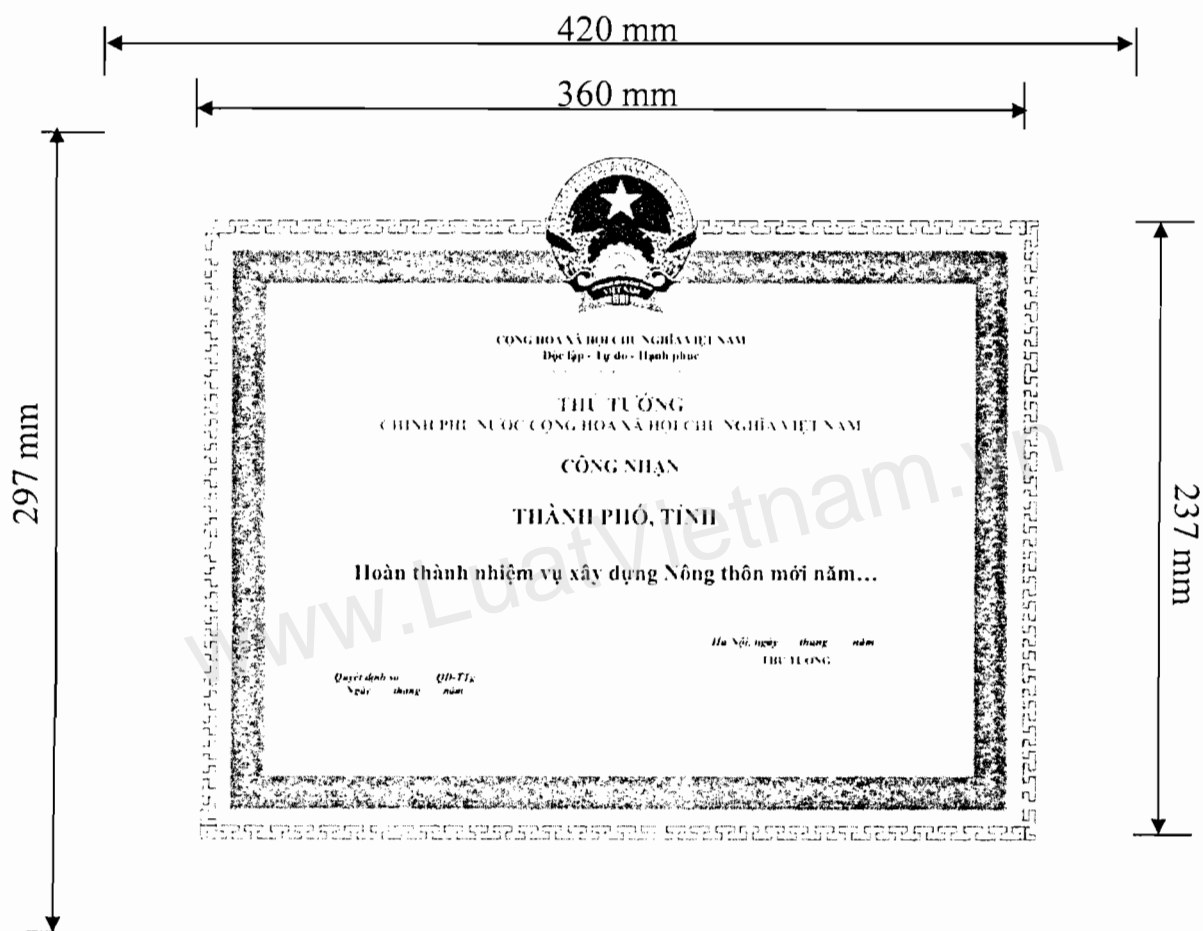 420 mm
360 mm
CỘNG HÒA XÃ HỘI CHỦ NGHĨA VIỆT NAM
Độc lập - Tự do - Hạnh phúc
THỦ TƯỚNG
CHÍNH PHỦ NƯỚC CỘNG HÒA XÃ HỘI CHỦ NGHĨA VIỆT NAM
CÔNG NHẬN
THÀNH PHỐ, TỈNH
Hoàn thành nhiệm vụ xây dựng Nông thôn mới năm...
Hà Nội, ngày tháng năm
THỦ TƯỚNG
Quyết định số QĐ-TTg
Ngày tháng năm
297 mm
237 mm
www.LuatVietnam.vn
VIỆT NAM